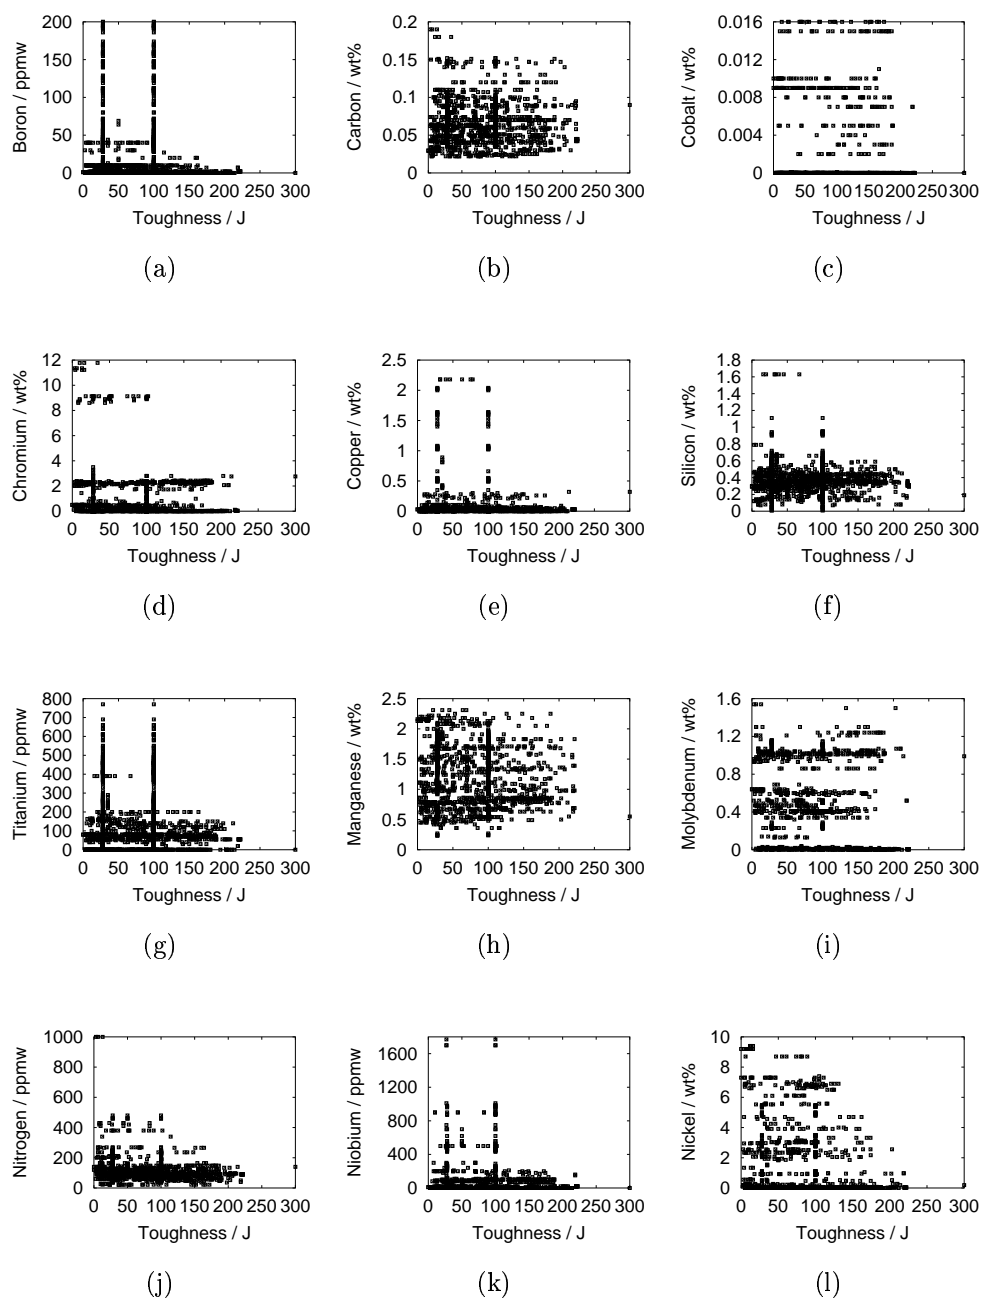 200
150
100
50
0
Boron / ppmw
0 50 100 150 200 250 300
Toughness / J
(a)
0.2
0.15
0.1
0.05
0
Carbon / wt%
0 50 100 150 200 250 300
Toughness / J
(b)
0.016
0.012
0.008
0.004
0
Cobalt / wt%
0 50 100 150 200 250 300
Toughness / J
(c)
12
10
8
6
4
2
0
Chromium / wt%
0 50 100 150 200 250 300
Toughness / J
(d)
2.5
2
1.5
1
0.5
0
Copper / wt%
0 50 100 150 200 250 300
Toughness / J
(e)
1.8
1.6
1.4
1.2
1
0.8
0.6
0.4
0.2
0
Silicon / wt%
0 50 100 150 200 250 300
Toughness / J
(f)
800
700
600
500
400
300
200
100
0
Titanium / ppmw
0 50 100 150 200 250 300
Toughness / J
(g)
2.5
2
1.5
1
0.5
0
Manganese / wt%
0 50 100 150 200 250 300
Toughness / J
(h)
1.6
1.2
0.8
0.4
0
Molybdenum / wt%
0 50 100 150 200 250 300
Toughness / J
(i)
1000
800
600
400
200
0
Nitrogen / ppmw
0 50 100 150 200 250 300
Toughness / J
(j)
1600
1200
800
400
0
Niobium / ppmw
0 50 100 150 200 250 300
Toughness / J
(k)
10
8
6
4
2
0
Nickel / wt%
0 50 100 150 200 250 300
Toughness / J
(l)